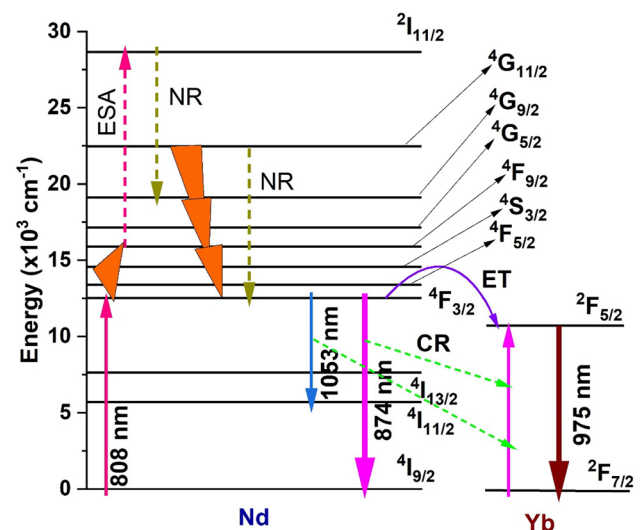 Energy (x10³ cm⁻¹)
30
25
20
15
10
5
0
²I₁₁/₂
⁴G₁₁/₂
⁴G₉/₂
⁴G₅/₂
⁴F₉/₂
⁴S₃/₂
⁴F₅/₂
⁴F₃/₂
⁴I₁₃/₂
⁴I₁₁/₂
⁴I₉/₂
ESA
NR
NR
808 nm
1053 nm
874 nm
ET
CR
²F₅/₂
975 nm
²F₇/₂
Nd
Yb